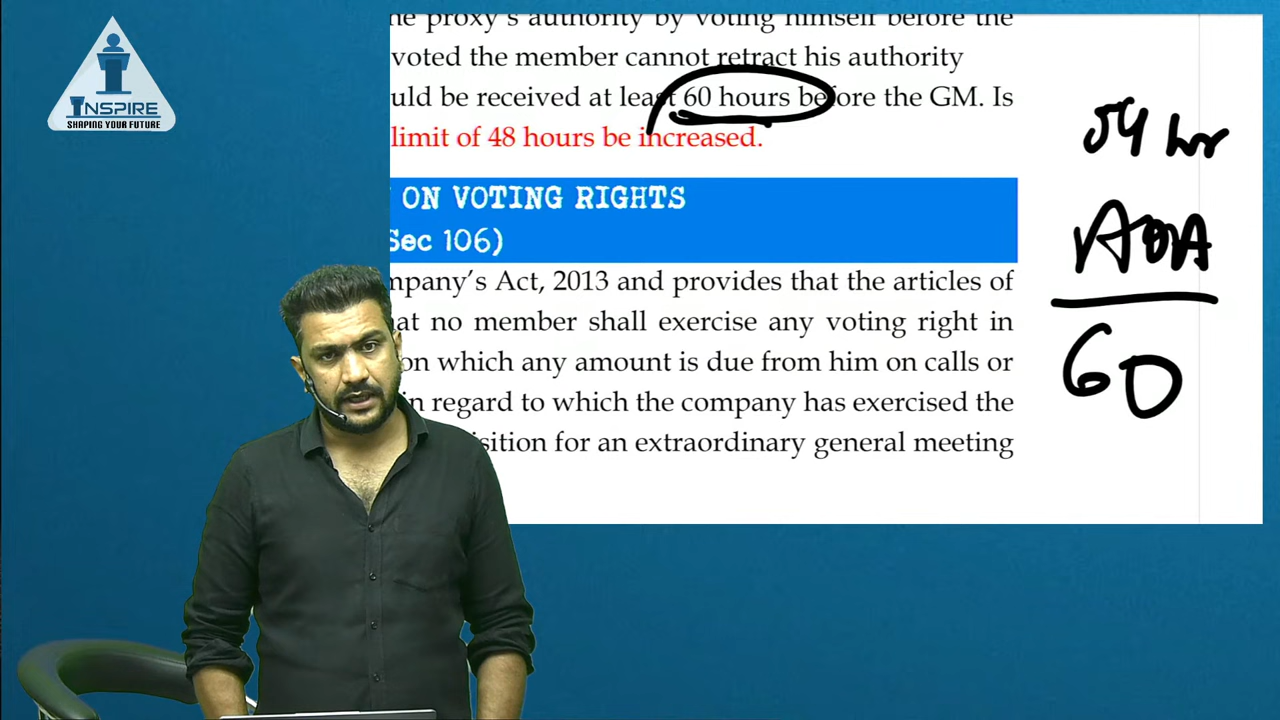 INSPIRE
SHAPING YOUR FUTURE
he proxy's authority by voting himself before the
voted the member cannot retract his authority
uld be received at least 60 hours before the GM. Is
limit of 48 hours be increased.
ON VOTING RIGHTS
Sec 106)
mpany's Act, 2013 and provides that the articles of
at no member shall exercise any voting right in
on which any amount is due from him on calls or
in regard to which the company has exercised the
sition for an extraordinary general meeting
54 hr
AOA
60